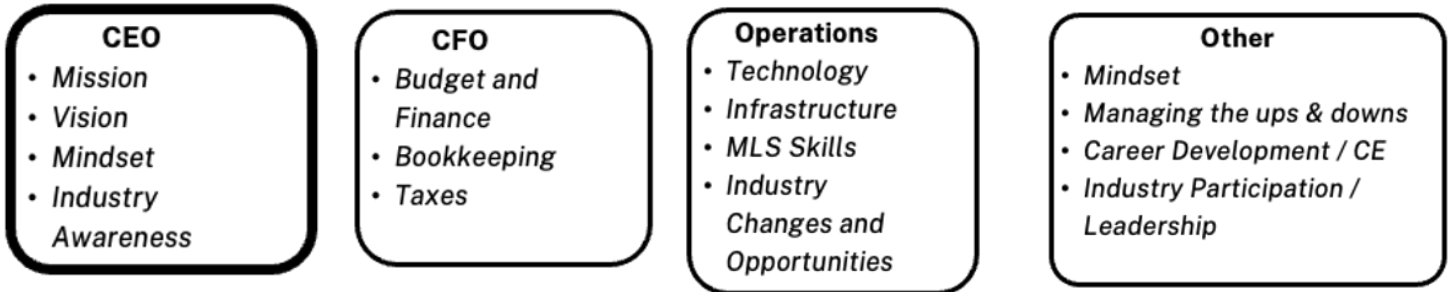 CEO
• Mission
• Vision
• Mindset
• Industry
Awareness
CFO
• Budget and
Finance
• Bookkeeping
• Taxes
Operations
• Technology
• Infrastructure
• MLS Skills
• Industry
Changes and
Opportunities
Other
• Mindset
• Managing the ups & downs
• Career Development / CE
• Industry Participation /
Leadership